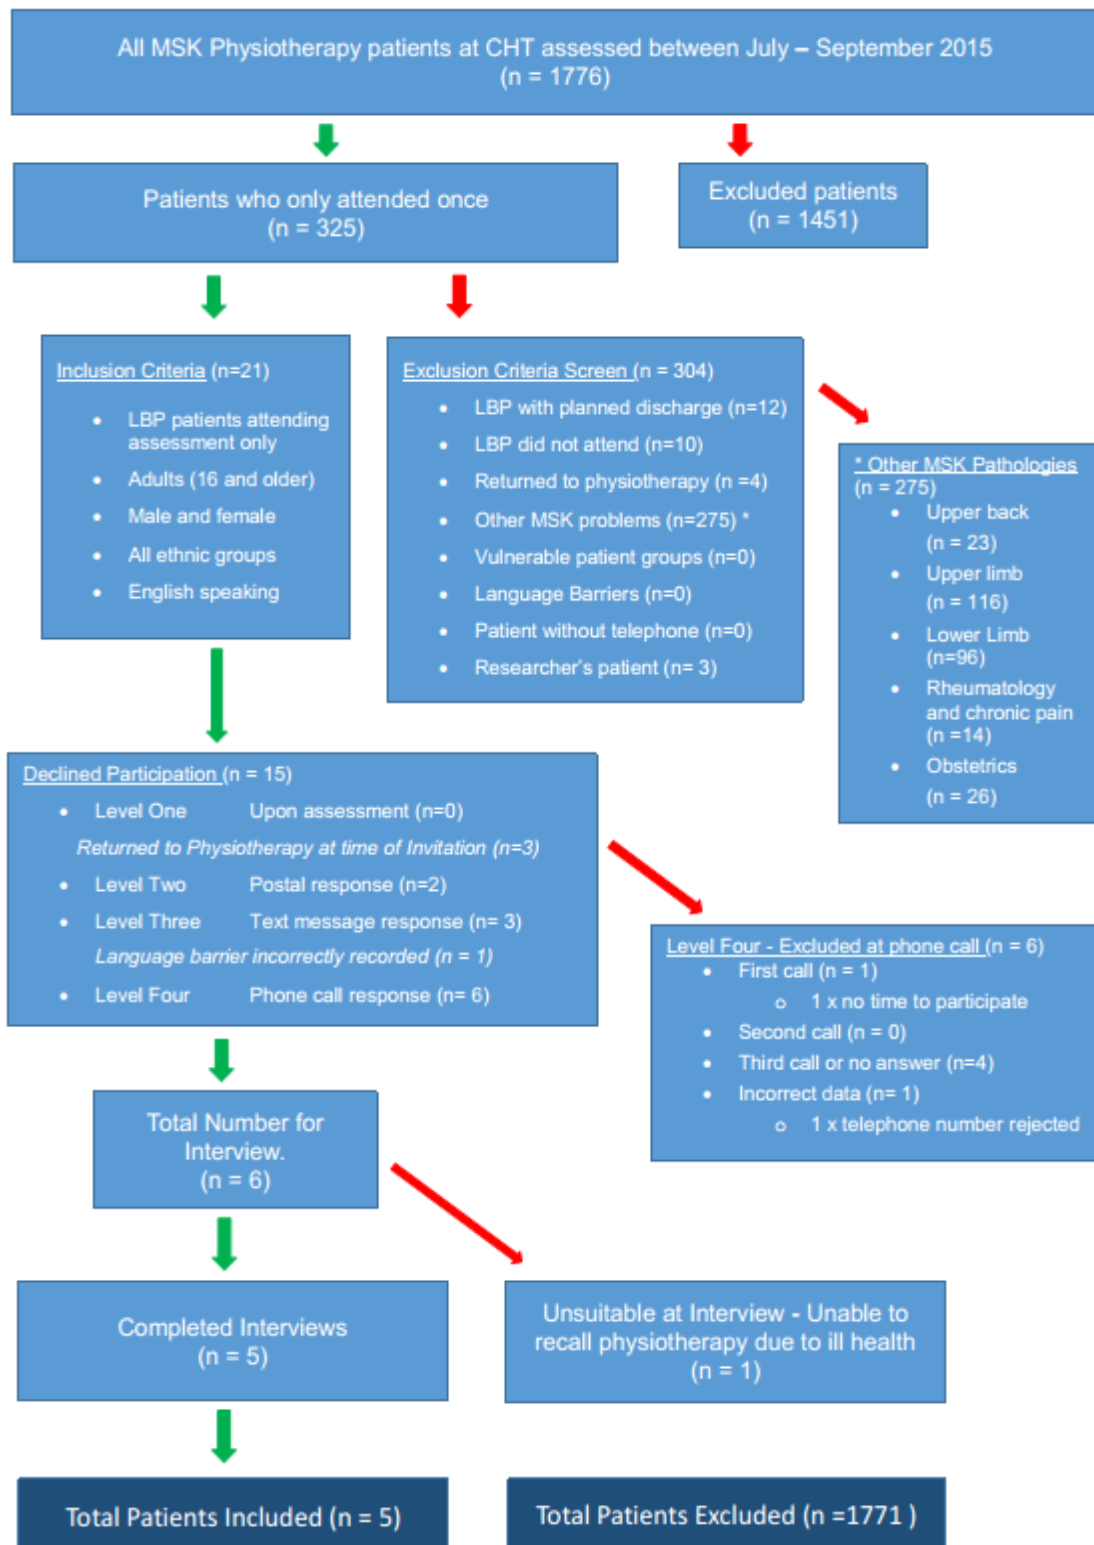 All MSK Physiotherapy patients at CHT assessed between July – September 2015
(n = 1776)
Patients who only attended once
(n = 325)
Excluded patients
(n = 1451)
Inclusion Criteria (n=21)
• LBP patients attending
assessment only
• Adults (16 and older)
• Male and female
• All ethnic groups
• English speaking
Exclusion Criteria Screen (n = 304)
• LBP with planned discharge (n=12)
• LBP did not attend (n=10)
• Returned to physiotherapy (n =4)
• Other MSK problems (n=275) *
• Vulnerable patient groups (n=0)
• Language Barriers (n=0)
• Patient without telephone (n=0)
• Researcher's patient (n= 3)
* Other MSK Pathologies
(n = 275)
• Upper back
(n = 23)
• Upper limb
(n = 116)
• Lower Limb
(n=96)
• Rheumatology
and chronic pain
(n =14)
• Obstetrics
(n = 26)
Declined Participation (n = 15)
• Level One Upon assessment (n=0)
Returned to Physiotherapy at time of Invitation (n=3)
• Level Two Postal response (n=2)
• Level Three Text message response (n= 3)
Language barrier incorrectly recorded (n = 1)
• Level Four Phone call response (n= 6)
Level Four - Excluded at phone call (n = 6)
• First call (n = 1)
o 1 x no time to participate
• Second call (n = 0)
• Third call or no answer (n=4)
• Incorrect data (n= 1)
o 1 x telephone number rejected
Total Number for
Interview.
(n = 6)
Completed Interviews
(n = 5)
Unsuitable at Interview - Unable to
recall physiotherapy due to ill health
(n = 1)
Total Patients Included (n = 5)
Total Patients Excluded (n =1771 )